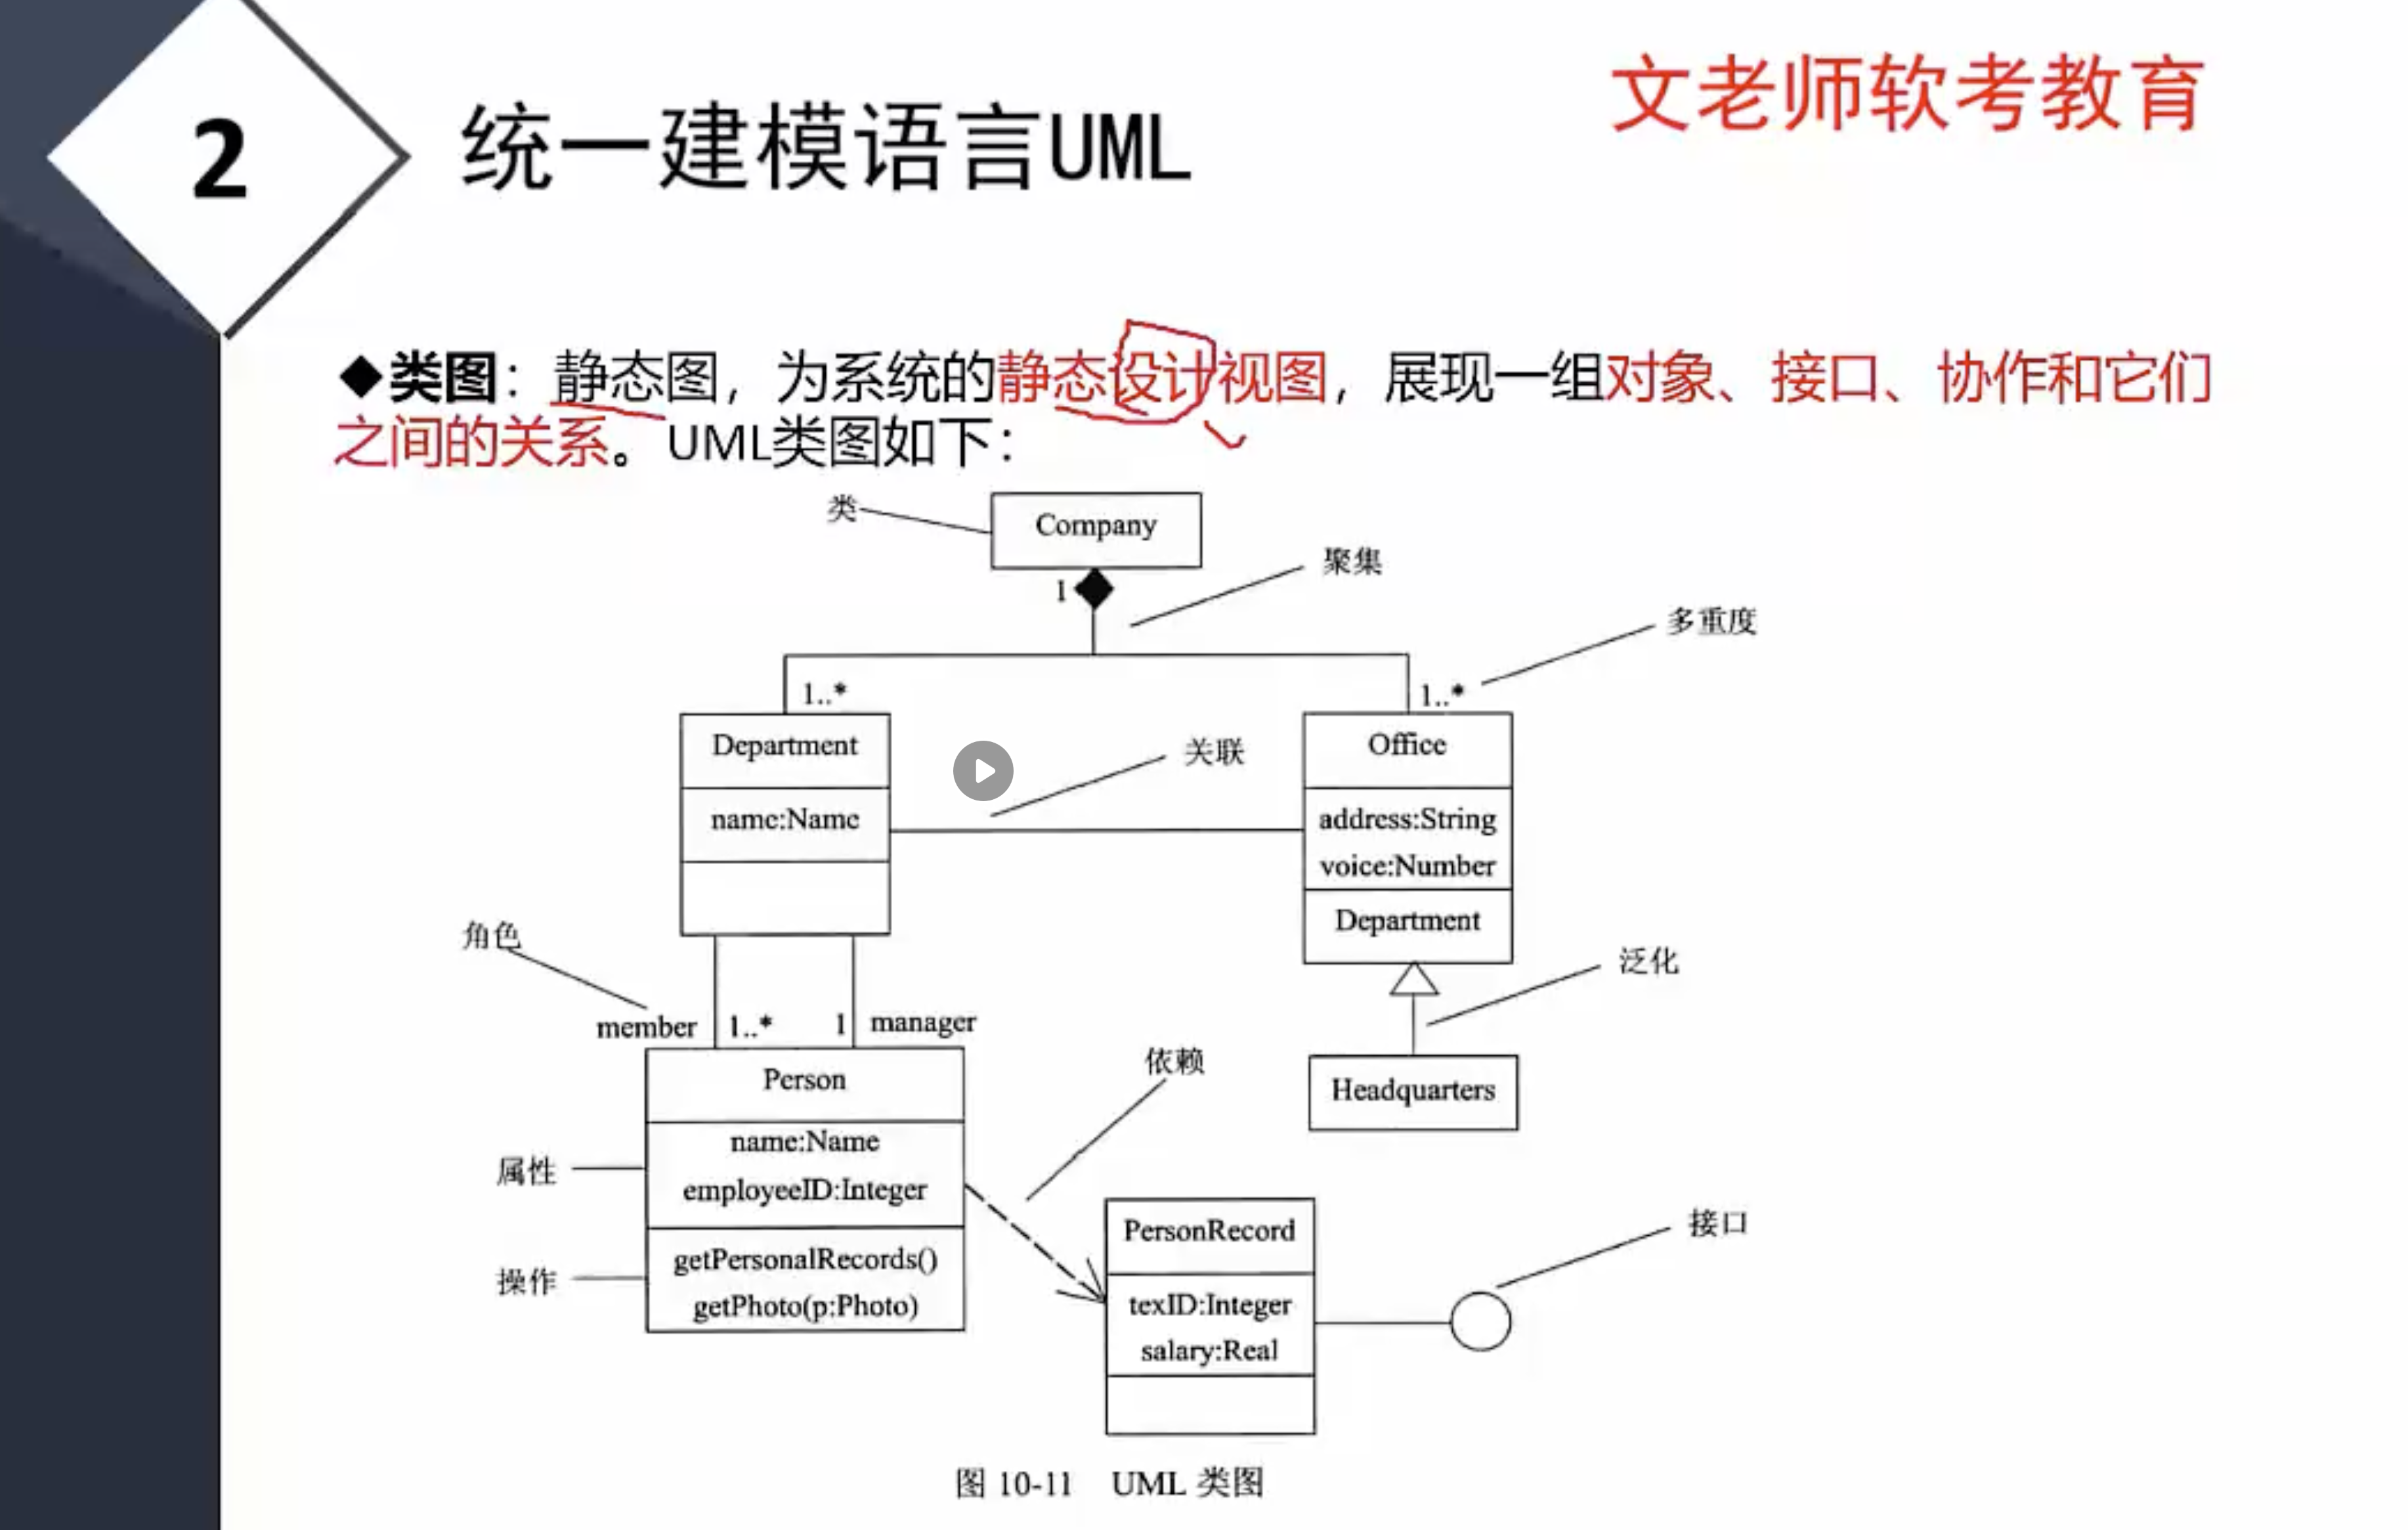 文老师软考教育
2
统一建模语言UML
◆类图：静态图，为系统的静态设计视图，展现一组对象、接口、协作和它们
之间的关系。UML类图如下：
类
Company
聚集
1
多重度
1..*
1..*
Department
关联
Office
name:Name
address:String
voice:Number
Department
角色
泛化
member
1..*
1
manager
依赖
Person
Headquarters
name:Name
属性
employeeID:Integer
PersonRecord
接口
getPersonalRecords()
操作
getPhoto(p:Photo)
texID:Integer
salary:Real
图 10-11 UML 类图